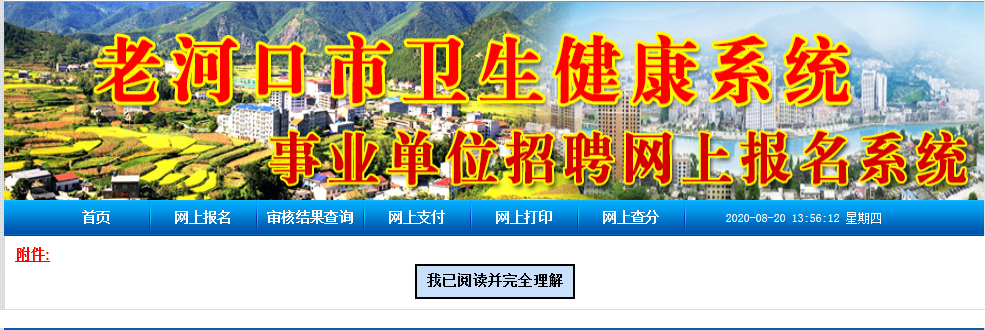 老河口市卫生健康系统
事业单位招聘网上报名系统
首页 网上报名 审核结果查询 网上支付 网上打印 网上查分 2020-08-20 13:56:12 星期四
附件:
我已阅读并完全理解